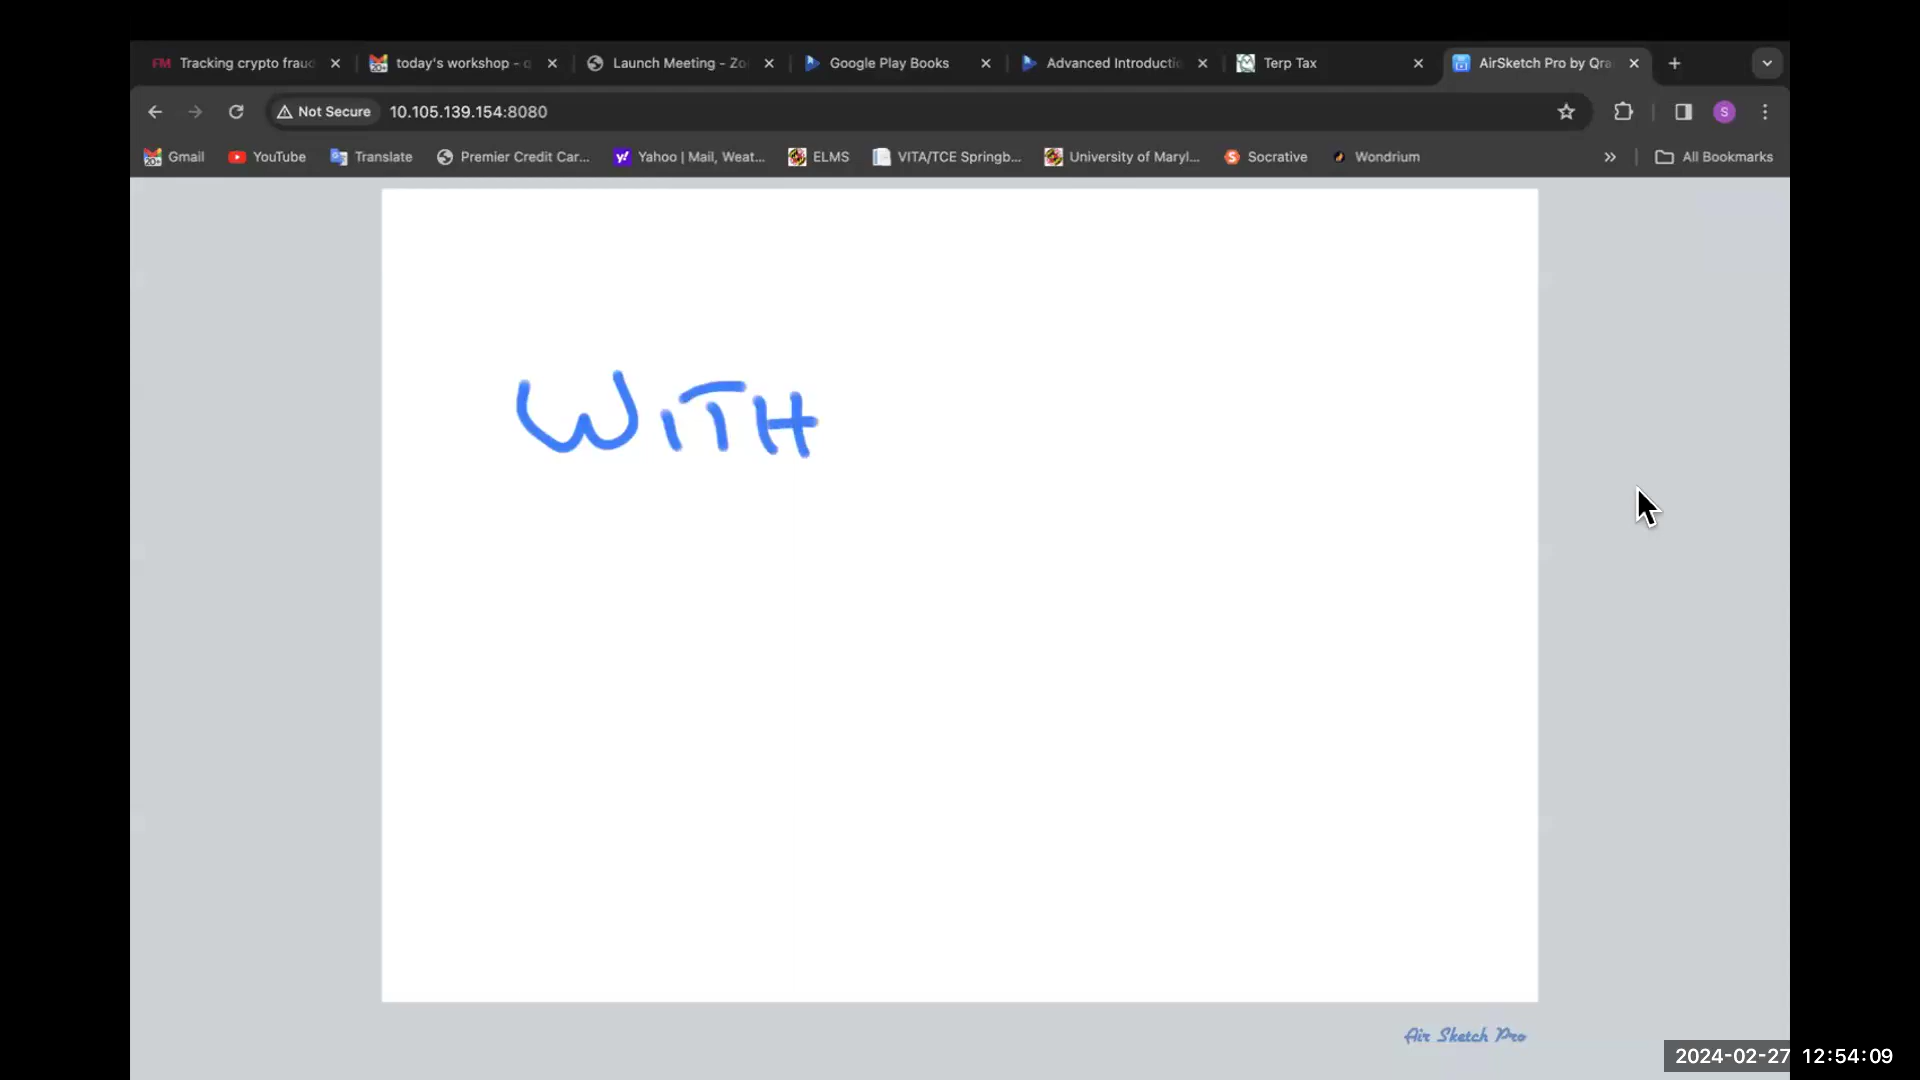 FM Tracking crypto frau today's workshop - Launch Meeting - Zo Google Play Books Advanced Introducti Terp Tax AirSketch Pro by Qra
Not Secure 10.105.139.154:8080 S
Gmail YouTube Translate Premier Credit Car... Yahoo | Mail, Weat... ELMS VITA/TCE Springb... University of Maryl... Socrative Wondrium All Bookmarks
WITH
Air Sketch Pro
2024-02-27 12:54:09